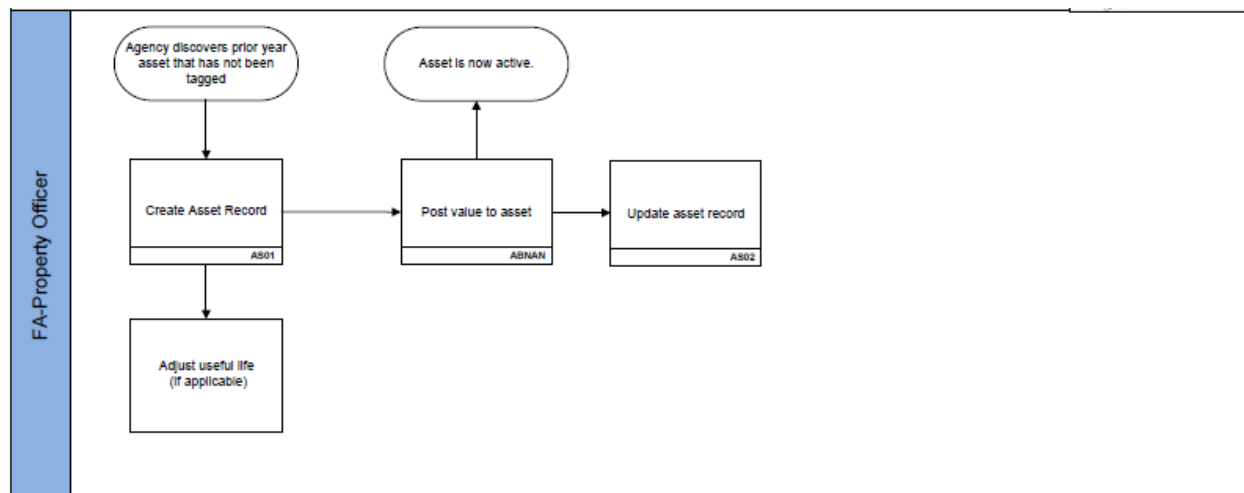 FA-Property Officer
Agency discovers prior year
asset that has not been
tagged
Asset is now active.
Create Asset Record
AS01
Post value to asset
ABNAN
Update asset record
AS02
Adjust useful life
(if applicable)